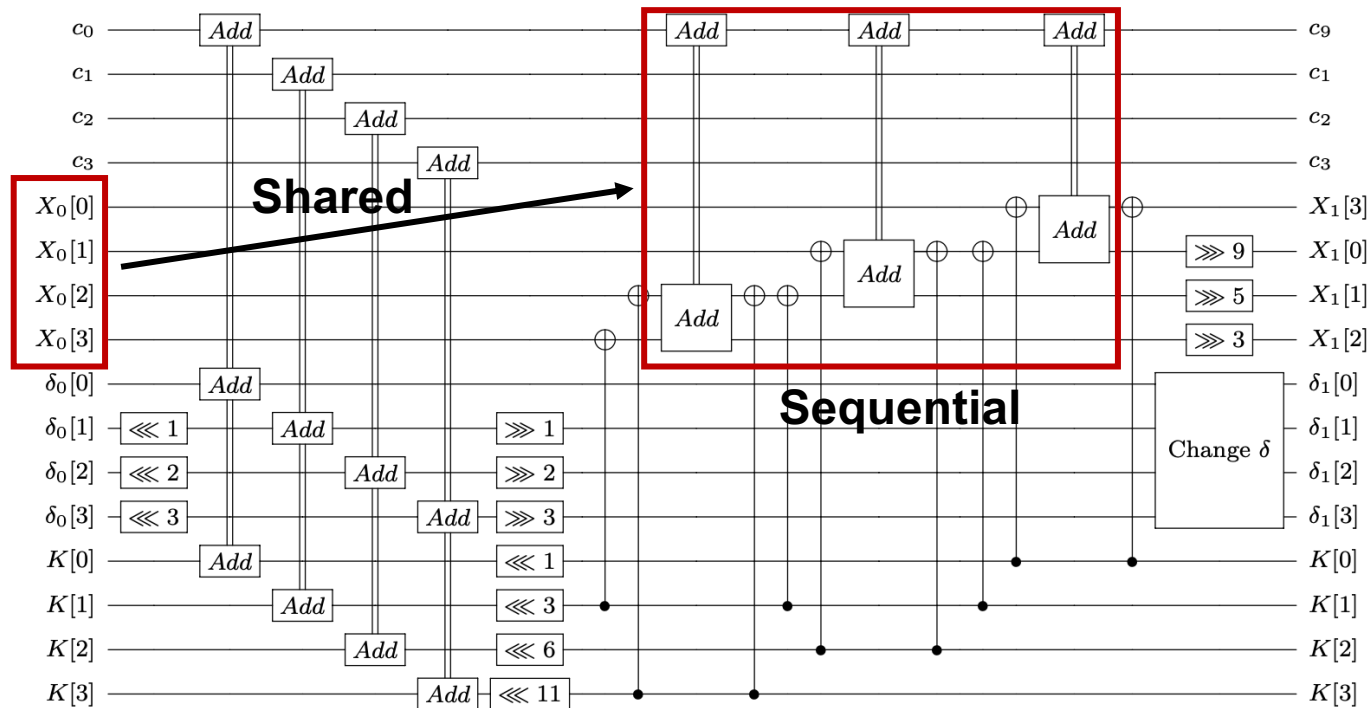 c₀ Add Add Add Add c₉
c₁ Add c₁
c₂ Add c₂
c₃ Add c₃
X₀[0] Shared X₁[3]
X₀[1] Add ⋙ 9 X₁[0]
X₀[2] Add ⋙ 5 X₁[1]
X₀[3] Add ⋙ 3 X₁[2]
δ₀[0] Add Sequential δ₁[0]
δ₀[1] ⋘ 1 Add ⋙ 1 δ₁[1]
Change δ
δ₀[2] ⋘ 2 Add ⋙ 2 δ₁[2]
δ₀[3] ⋘ 3 Add ⋙ 3 δ₁[3]
K[0] Add ⋘ 1 K[0]
K[1] Add ⋘ 3 K[1]
K[2] Add ⋘ 6 K[2]
K[3] Add ⋘ 11 K[3]